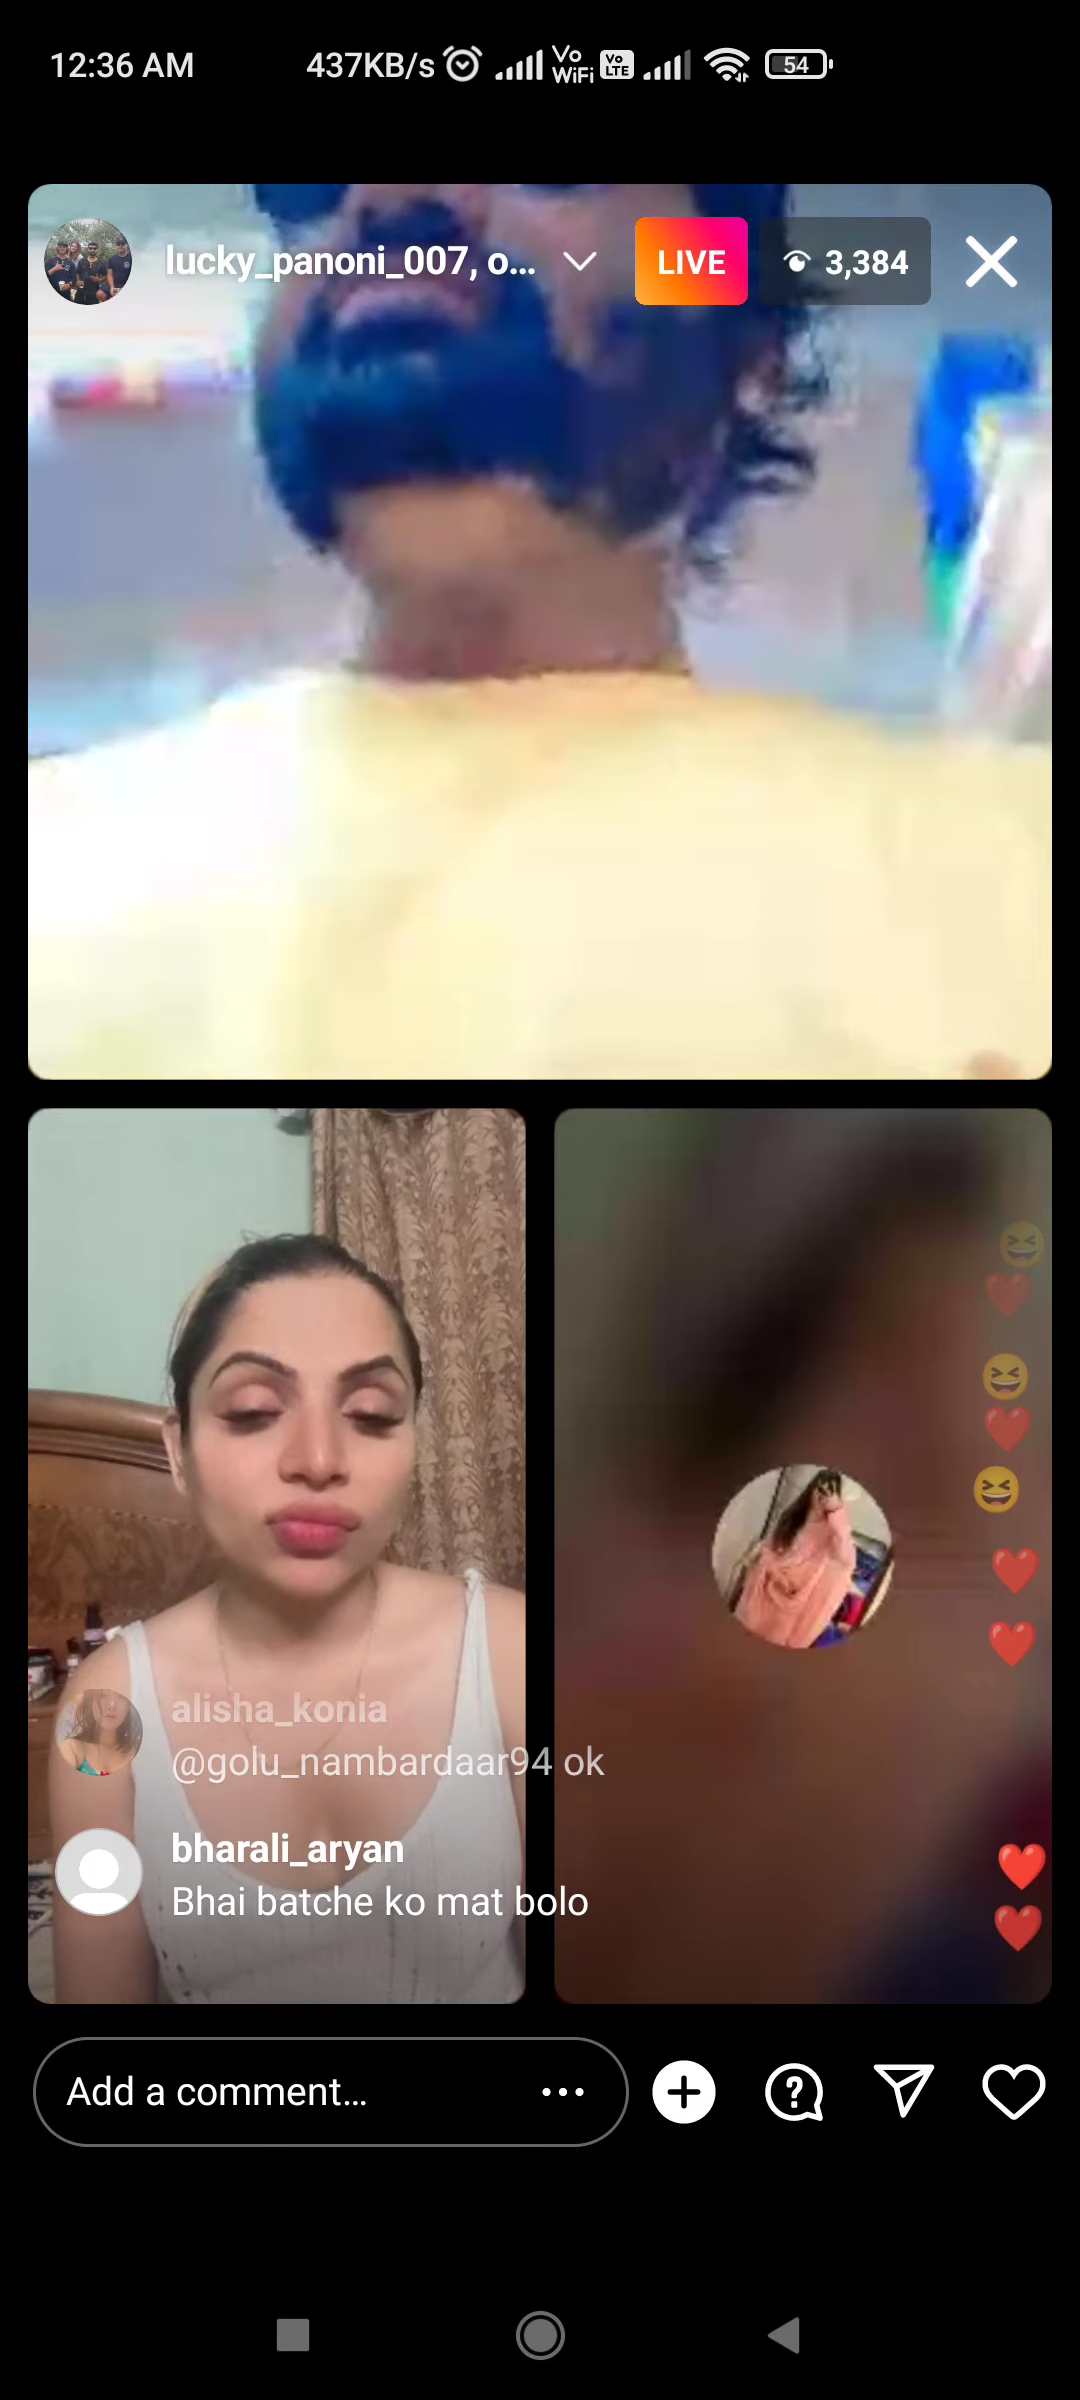 12:36 AM 437KB/s Vo WiFi Vo LTE 54
lucky_panoni_007, o... LIVE 3,384
alisha_konia
@golu_nambardaar94 ok
bharali_aryan
Bhai batche ko mat bolo
Add a comment...